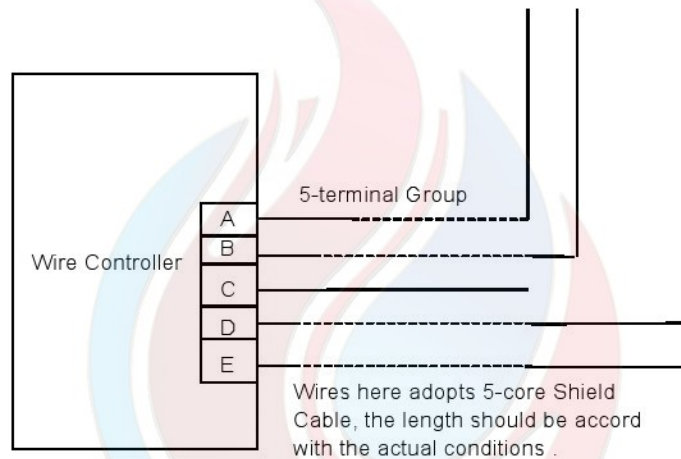 5-terminal Group
A
B
Wire Controller
C
D
E
Wires here adopts 5-core Shield
Cable, the length should be accord
with the actual conditions .